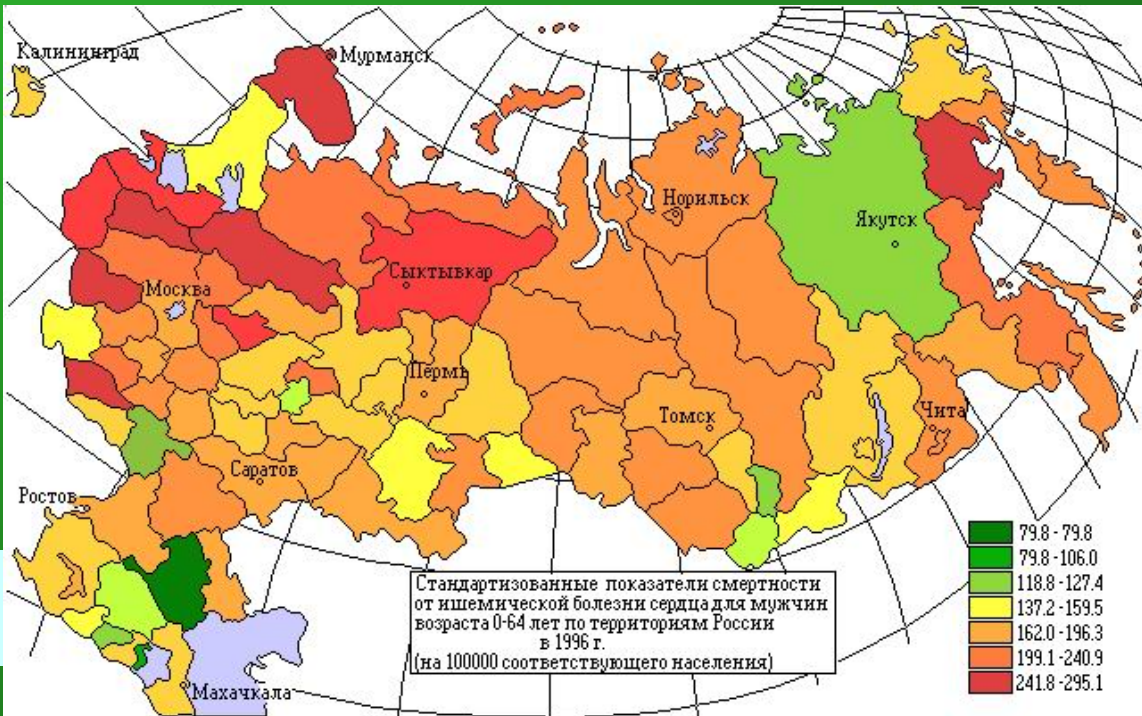 Калининград
Мурманск
Норильск
Якутск
Сыктывкар
Москва
Пермь
Томск
Чита
Саратов
Ростов
Махачкала
79.8 - 79.8
79.8 -106.0
118.8 -127.4
137.2 -159.5
162.0 -196.3
199.1 -240.9
241.8 -295.1
Стандартизованные показатели смертности
от ишемической болезни сердца для мужчин
возраста 0-64 лет по территориям России
в 1996 г.
(на 100000 соответствующего населения)